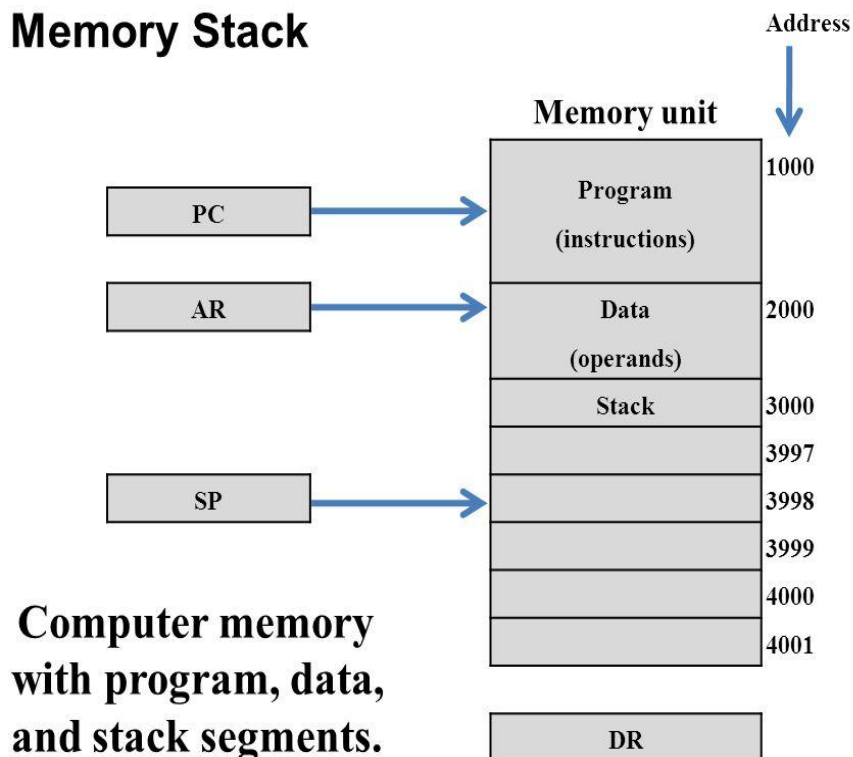 Memory Stack
Address
Memory unit
1000
Program
PC
(instructions)
AR
Data
2000
(operands)
Stack
3000
3997
SP
3998
3999
4000
4001
Computer memory
with program, data,
and stack segments.
DR